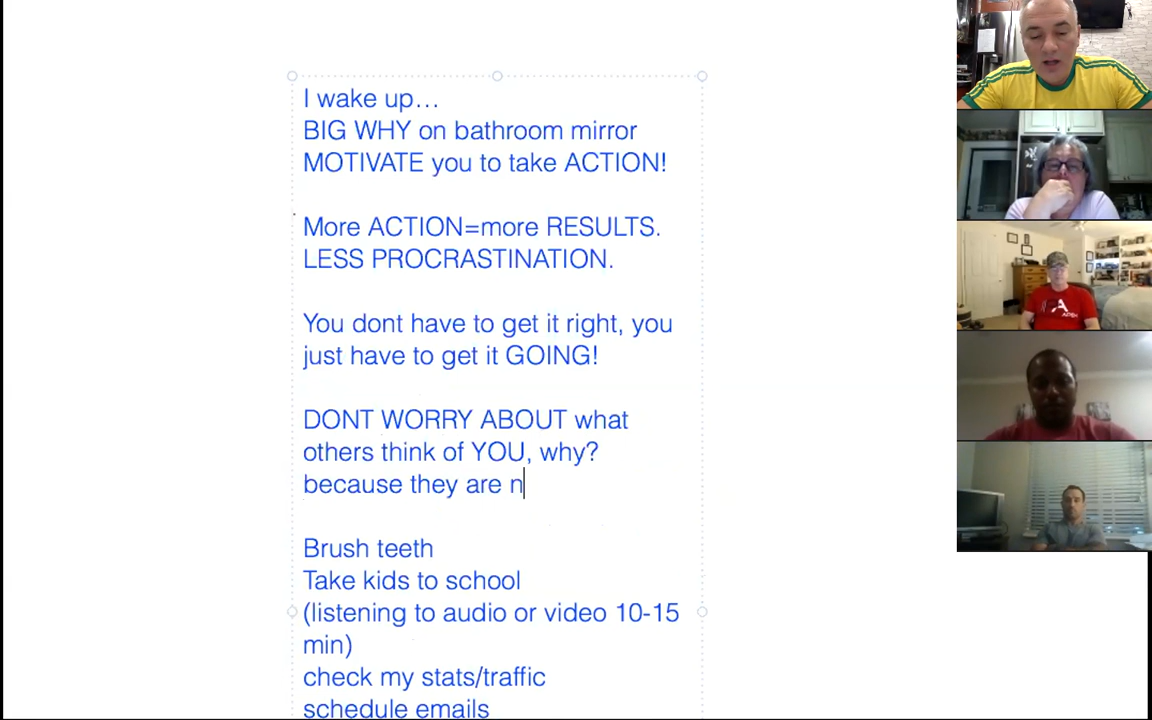 I wake up…
BIG WHY on bathroom mirror
MOTIVATE you to take ACTION!
More ACTION=more RESULTS.
LESS PROCRASTINATION.
You dont have to get it right, you
just have to get it GOING!
DONT WORRY ABOUT what
others think of YOU, why?
because they are n
Brush teeth
Take kids to school
(listening to audio or video 10-15
min)
check my stats/traffic
schedule emails